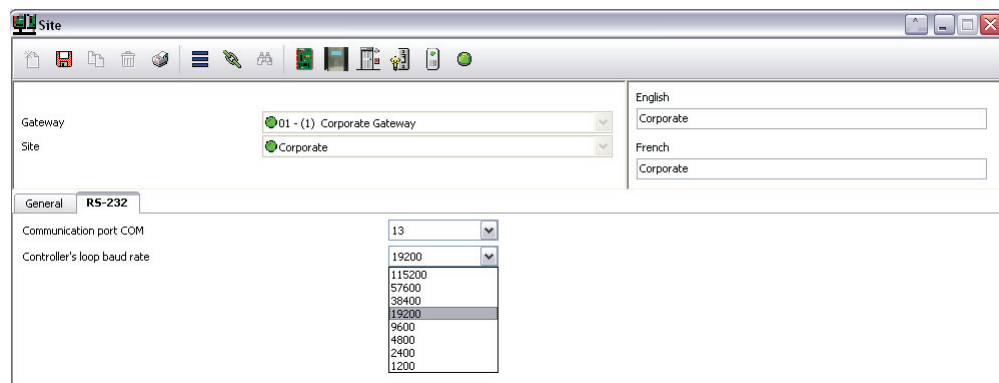 Site
English
Gateway 01 - (1) Corporate Gateway Corporate
Site Corporate French
Corporate
General RS-232
Communication port COM 13
Controller's loop baud rate 19200
115200
57600
38400
19200
9600
4800
2400
1200